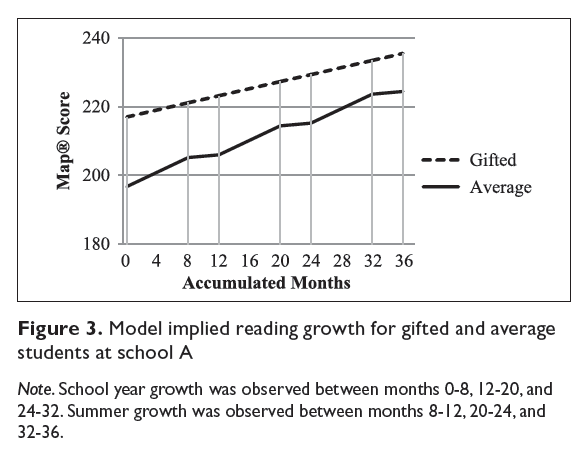 240
220
200
180
Map® Score
0 4 8 12 16 20 24 28 32 36
Accumulated Months
Gifted
Average
Figure 3. Model implied reading growth for gifted and average
students at school A
Note. School year growth was observed between months 0-8, 12-20, and
24-32. Summer growth was observed between months 8-12, 20-24, and
32-36.